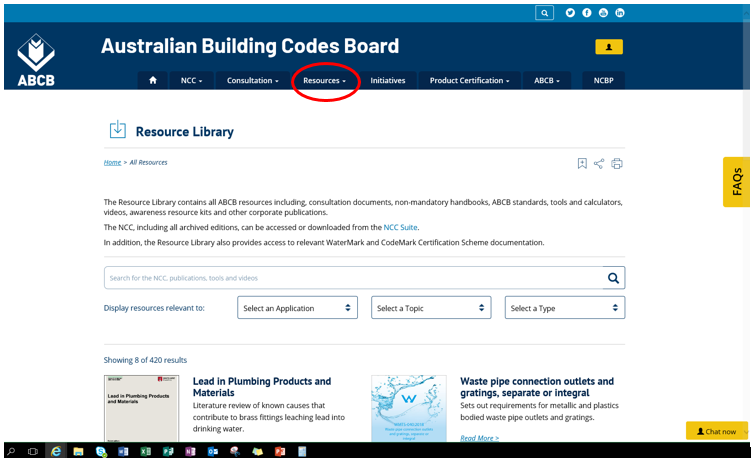 Australian Building Codes Board
ABCB
NCC
Consultation
Resources
Initiatives
Product Certification
ABCB
NCBP
Resource Library
Home > All Resources
FAQs
The Resource Library contains all ABCB resources including, consultation documents, non-mandatory handbooks, ABCB standards, tools and calculators,
videos, awareness resource kits and other corporate publications.
The NCC, including all archived editions, can be accessed or downloaded from the NCC Suite.
In addition, the Resource Library also provides access to relevant WaterMark and CodeMark Certification Scheme documentation.
Search for the NCC, publications, tools and videos
Display resources relevant to:
Select an Application
Select a Topic
Select a Type
Showing 8 of 420 results
Lead in Plumbing Products
and Materials
Lead in Plumbing Products and
Materials
Literature review of known causes that
contribute to brass fittings leaching lead into
drinking water.
Waste pipe connection outlets and
gratings, separate or integral
Sets out requirements for metallic and plastics
bodied waste pipe outlets and gratings.
Read More >
Chat now